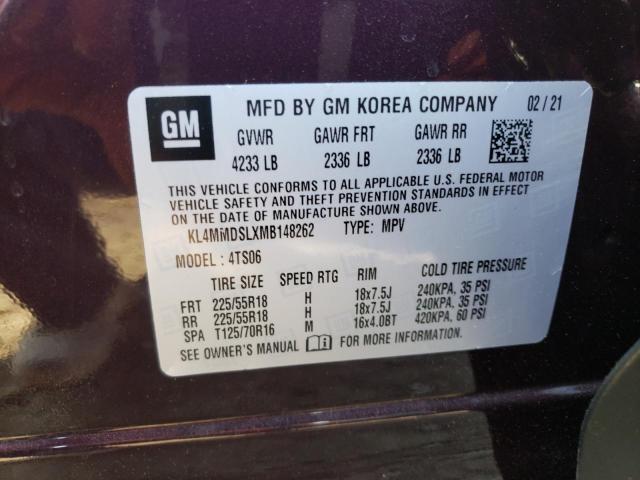 GM MFD BY GM KOREA COMPANY 02/21
GVWR GAWR FRT GAWR RR
4233 LB 2336 LB 2336 LB
THIS VEHICLE CONFORMS TO ALL APPLICABLE U.S. FEDERAL MOTOR
VEHICLE SAFETY AND THEFT PREVENTION STANDARDS IN EFFECT
ON THE DATE OF MANUFACTURE SHOWN ABOVE.
KL4MMDSLXMB148262 TYPE: MPV
MODEL: 4TS06
TIRE SIZE SPEED RTG RIM COLD TIRE PRESSURE
FRT 225/55R18 H 18x7.5J 240KPA, 35 PSI
RR 225/55R18 H 18x7.5J 240KPA, 35 PSI
SPA T125/70R16 M 16x4.0BT 420KPA, 60 PSI
SEE OWNER'S MANUAL FOR MORE INFORMATION.